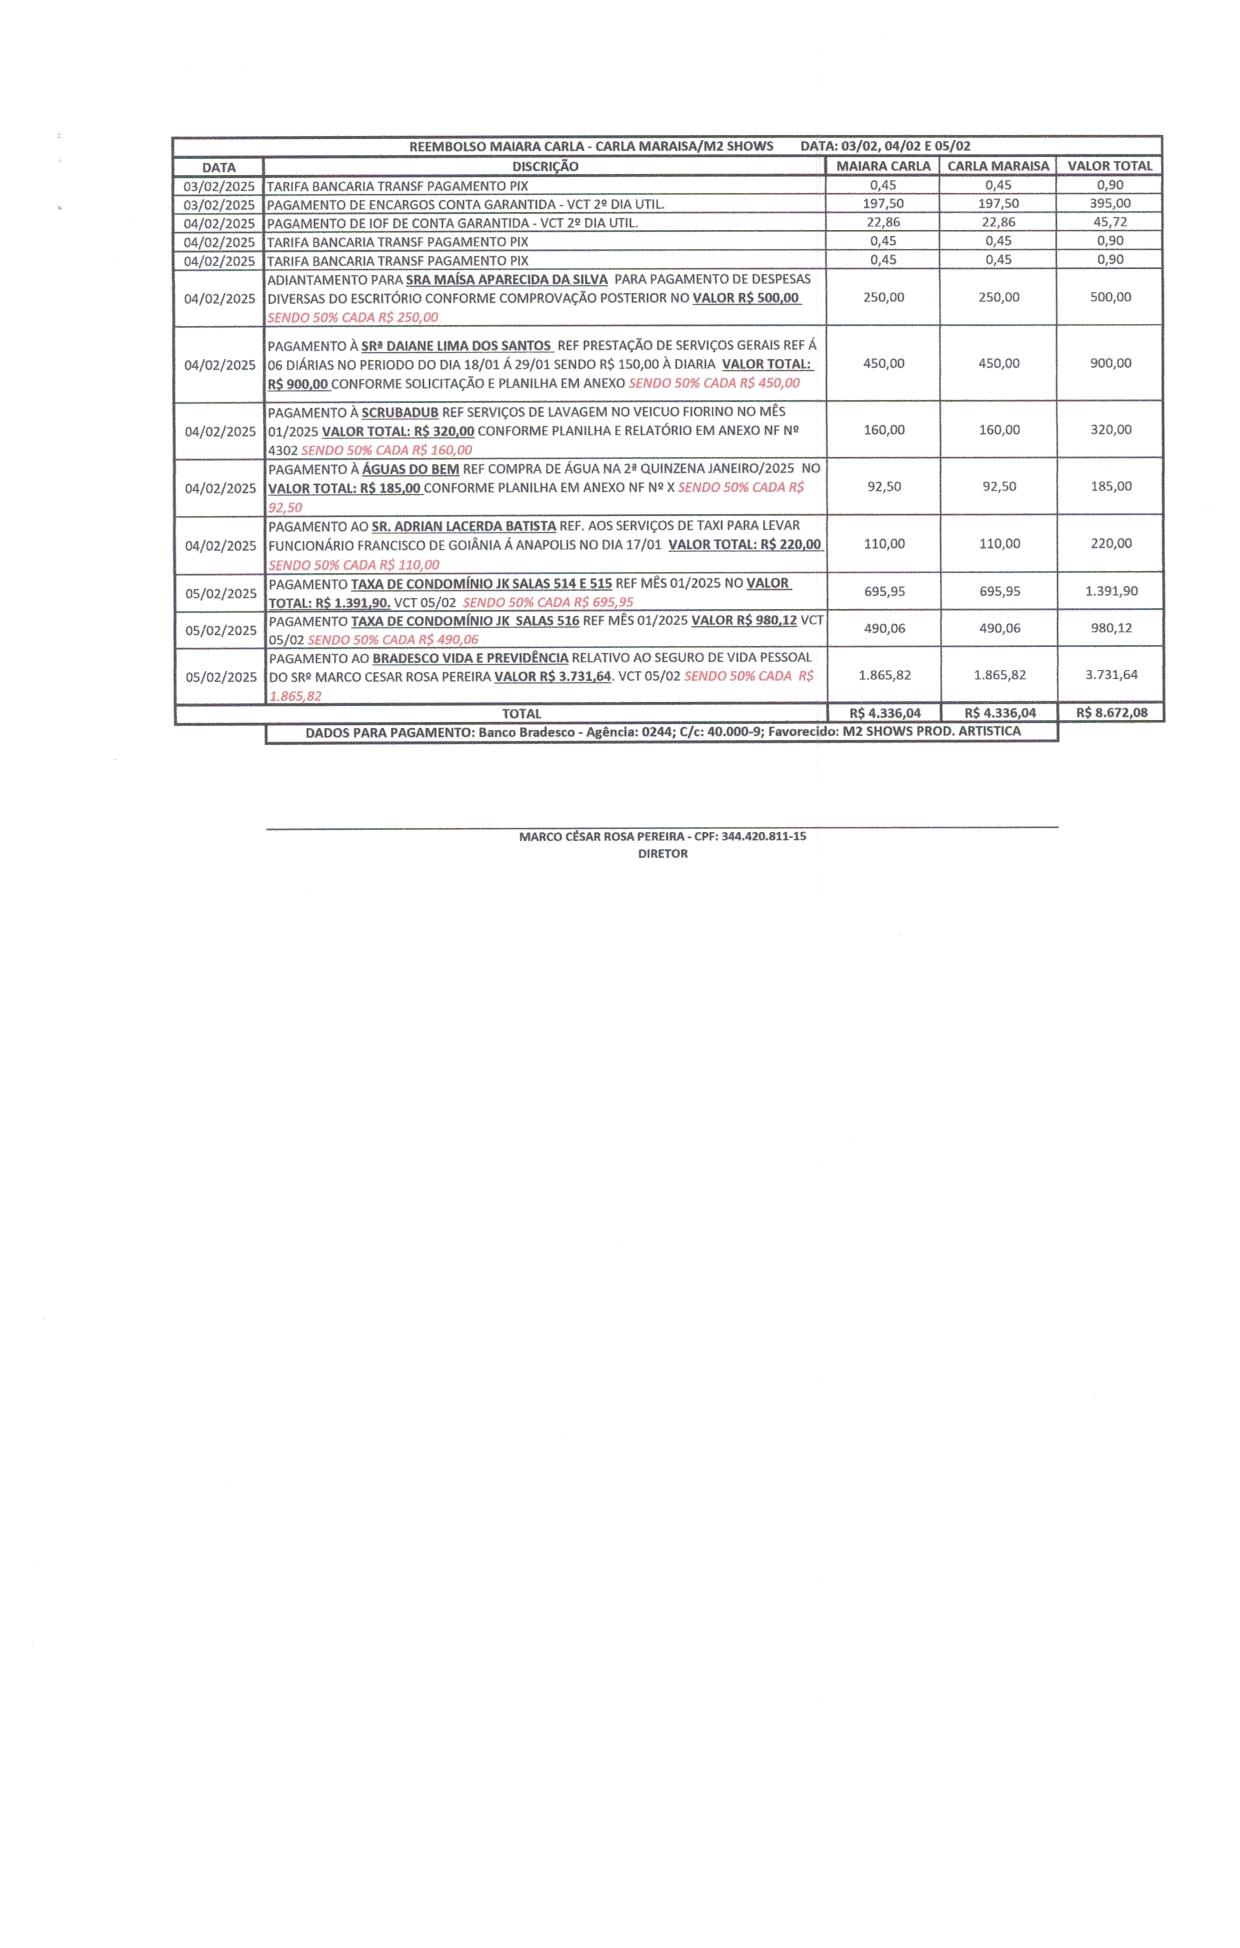 REEMBOLSO MAIARA CARLA - CARLA MARAISA/M2 SHOWS DATA: 03/02, 04/02 E 05/02
DATA DISCRIÇÃO MAIARA CARLA CARLA MARAISA VALOR TOTAL
03/02/2025 TARIFA BANCARIA TRANSF PAGAMENTO PIX 0,45 0,45 0,90
03/02/2025 PAGAMENTO DE ENCARGOS CONTA GARANTIDA - VCT 2º DIA UTIL. 197,50 197,50 395,00
04/02/2025 PAGAMENTO DE IOF DE CONTA GARANTIDA - VCT 2º DIA UTIL. 22,86 22,86 45,72
04/02/2025 TARIFA BANCARIA TRANSF PAGAMENTO PIX 0,45 0,45 0,90
04/02/2025 TARIFA BANCARIA TRANSF PAGAMENTO PIX 0,45 0,45 0,90
ADIANTAMENTO PARA SRA MAÍSA APARECIDA DA SILVA PARA PAGAMENTO DE DESPESAS
04/02/2025 DIVERSAS DO ESCRITÓRIO CONFORME COMPROVAÇÃO POSTERIOR NO VALOR R$ 500,00 250,00 250,00 500,00
SENDO 50% CADA R$ 250,00
PAGAMENTO À SRª DAIANE LIMA DOS SANTOS REF PRESTAÇÃO DE SERVIÇOS GERAIS REF Á
04/02/2025 06 DIÁRIAS NO PERIODO DO DIA 18/01 Á 29/01 SENDO R$ 150,00 À DIARIA VALOR TOTAL: 450,00 450,00 900,00
R$ 900,00 CONFORME SOLICITAÇÃO E PLANILHA EM ANEXO SENDO 50% CADA R$ 450,00
PAGAMENTO À SCRUBADUB REF SERVIÇOS DE LAVAGEM NO VEICUO FIORINO NO MÊS
04/02/2025 01/2025 VALOR TOTAL: R$ 320,00 CONFORME PLANILHA E RELATÓRIO EM ANEXO NF Nº 160,00 160,00 320,00
4302 SENDO 50% CADA R$ 160,00
PAGAMENTO À ÁGUAS DO BEM REF COMPRA DE ÁGUA NA 2ª QUINZENA JANEIRO/2025 NO
04/02/2025 VALOR TOTAL: R$ 185,00 CONFORME PLANILHA EM ANEXO NF Nº X SENDO 50% CADA R$ 92,50 92,50 185,00
92,50
PAGAMENTO AO SR. ADRIAN LACERDA BATISTA REF. AOS SERVIÇOS DE TAXI PARA LEVAR
04/02/2025 FUNCIONÁRIO FRANCISCO DE GOIÂNIA Á ANAPOLIS NO DIA 17/01 VALOR TOTAL: R$ 220,00 110,00 110,00 220,00
SENDO 50% CADA R$ 110,00
05/02/2025 PAGAMENTO TAXA DE CONDOMÍNIO JK SALAS 514 E 515 REF MÊS 01/2025 NO VALOR 695,95 695,95 1.391,90
TOTAL: R$ 1.391,90. VCT 05/02 SENDO 50% CADA R$ 695,95
05/02/2025 PAGAMENTO TAXA DE CONDOMÍNIO JK SALAS 516 REF MÊS 01/2025 VALOR R$ 980,12 VCT 490,06 490,06 980,12
05/02 SENDO 50% CADA R$ 490,06
PAGAMENTO AO BRADESCO VIDA E PREVIDÊNCIA RELATIVO AO SEGURO DE VIDA PESSOAL
05/02/2025 DO SRº MARCO CESAR ROSA PEREIRA VALOR R$ 3.731,64. VCT 05/02 SENDO 50% CADA R$ 1.865,82 1.865,82 3.731,64
1.865,82
TOTAL R$ 4.336,04 R$ 4.336,04 R$ 8.672,08
DADOS PARA PAGAMENTO: Banco Bradesco - Agência: 0244; C/c: 40.000-9; Favorecido: M2 SHOWS PROD. ARTISTICA
MARCO CÉSAR ROSA PEREIRA - CPF: 344.420.811-15
DIRETOR